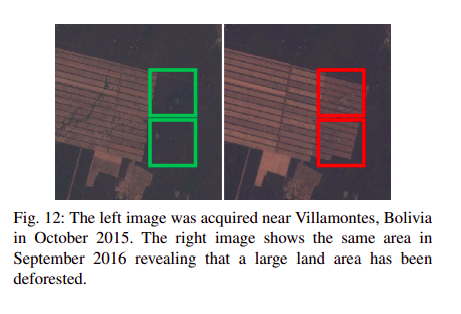 Fig. 12: The left image was acquired near Villamontes, Bolivia
in October 2015. The right image shows the same area in
September 2016 revealing that a large land area has been
deforested.